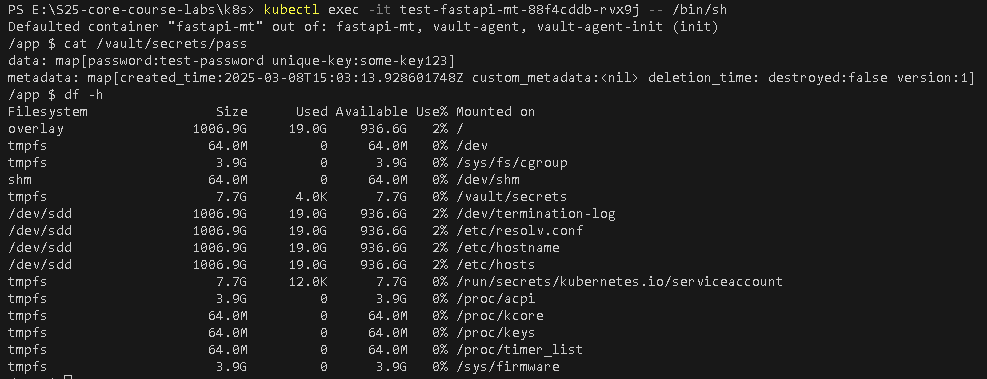 PS E:\S25-core-course-labs\k8s> kubectl exec -it test-fastapi-mt-88f4cddb-rvx9j -- /bin/sh
Defaulted container "fastapi-mt" out of: fastapi-mt, vault-agent, vault-agent-init (init)
/app $ cat /vault/secrets/pass
data: map[password:test-password unique-key:some-key123]
metadata: map[created_time:2025-03-08T15:03:13.928601748Z custom_metadata:<nil> deletion_time: destroyed:false version:1]
/app $ df -h
Filesystem                Size      Used Available Use% Mounted on
overlay                1006.9G     19.0G    936.6G   2% /
tmpfs                    64.0M         0     64.0M   0% /dev
tmpfs                     3.9G         0      3.9G   0% /sys/fs/cgroup
shm                      64.0M         0     64.0M   0% /dev/shm
tmpfs                     7.7G      4.0K      7.7G   0% /vault/secrets
/dev/sdd               1006.9G     19.0G    936.6G   2% /dev/termination-log
/dev/sdd               1006.9G     19.0G    936.6G   2% /etc/resolv.conf
/dev/sdd               1006.9G     19.0G    936.6G   2% /etc/hostname
/dev/sdd               1006.9G     19.0G    936.6G   2% /etc/hosts
tmpfs                     7.7G     12.0K      7.7G   0% /run/secrets/kubernetes.io/serviceaccount
tmpfs                     3.9G         0      3.9G   0% /proc/acpi
tmpfs                    64.0M         0     64.0M   0% /proc/kcore
tmpfs                    64.0M         0     64.0M   0% /proc/keys
tmpfs                    64.0M         0     64.0M   0% /proc/timer_list
tmpfs                     3.9G         0      3.9G   0% /sys/firmware